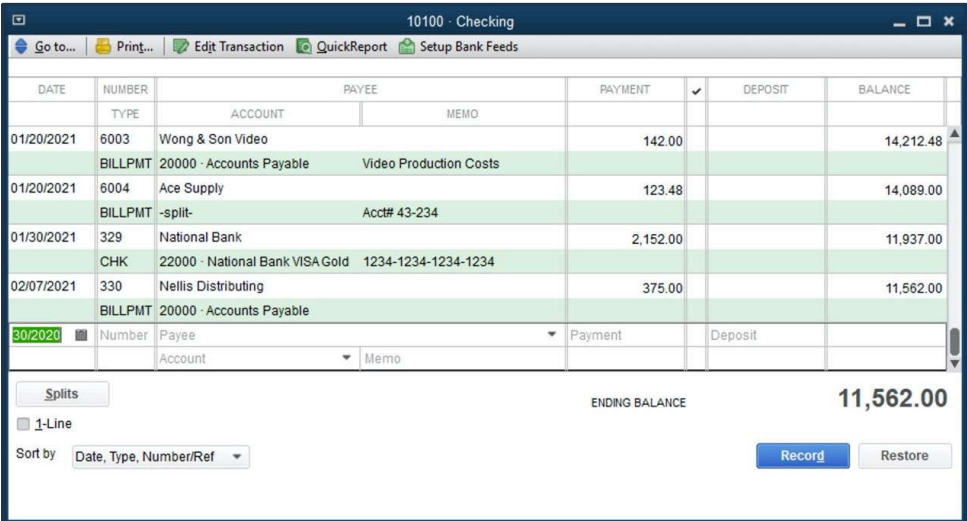 10100 · Checking
Go to... Print... Edit Transaction QuickReport Setup Bank Feeds
DATE NUMBER PAYEE PAYMENT ✓ DEPOSIT BALANCE
TYPE ACCOUNT MEMO
01/20/2021 6003 Wong & Son Video 142.00 14,212.48
BILLPMT 20000 · Accounts Payable Video Production Costs
01/20/2021 6004 Ace Supply 123.48 14,089.00
BILLPMT -split- Acct# 43-234
01/30/2021 329 National Bank 2,152.00 11,937.00
CHK 22000 · National Bank VISA Gold 1234-1234-1234-1234
02/07/2021 330 Nellis Distributing 375.00 11,562.00
BILLPMT 20000 · Accounts Payable
30/2020 Number Payee Payment Deposit
Account Memo
Splits ENDING BALANCE 11,562.00
1-Line
Sort by Date, Type, Number/Ref Record Restore